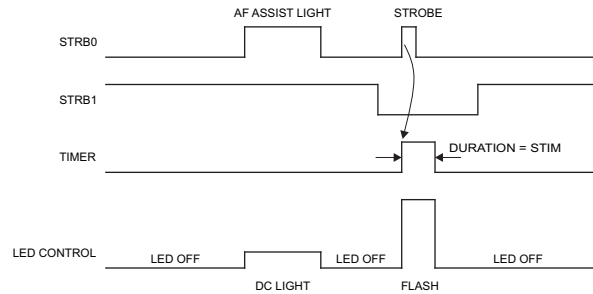 AF ASSIST LIGHT STROBE
STRB0
STRB1
TIMER
DURATION = STIM
LED CONTROL
LED OFF LED OFF LED OFF
DC LIGHT FLASH